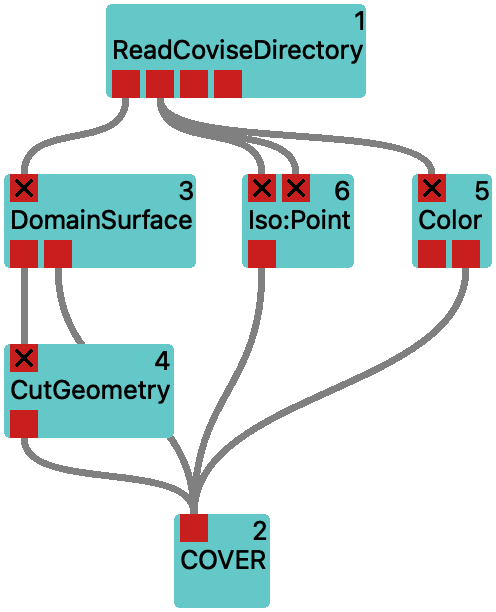 1
ReadCoviseDirectory
3
DomainSurface
6
Iso:Point
5
Color
4
CutGeometry
2
COVER